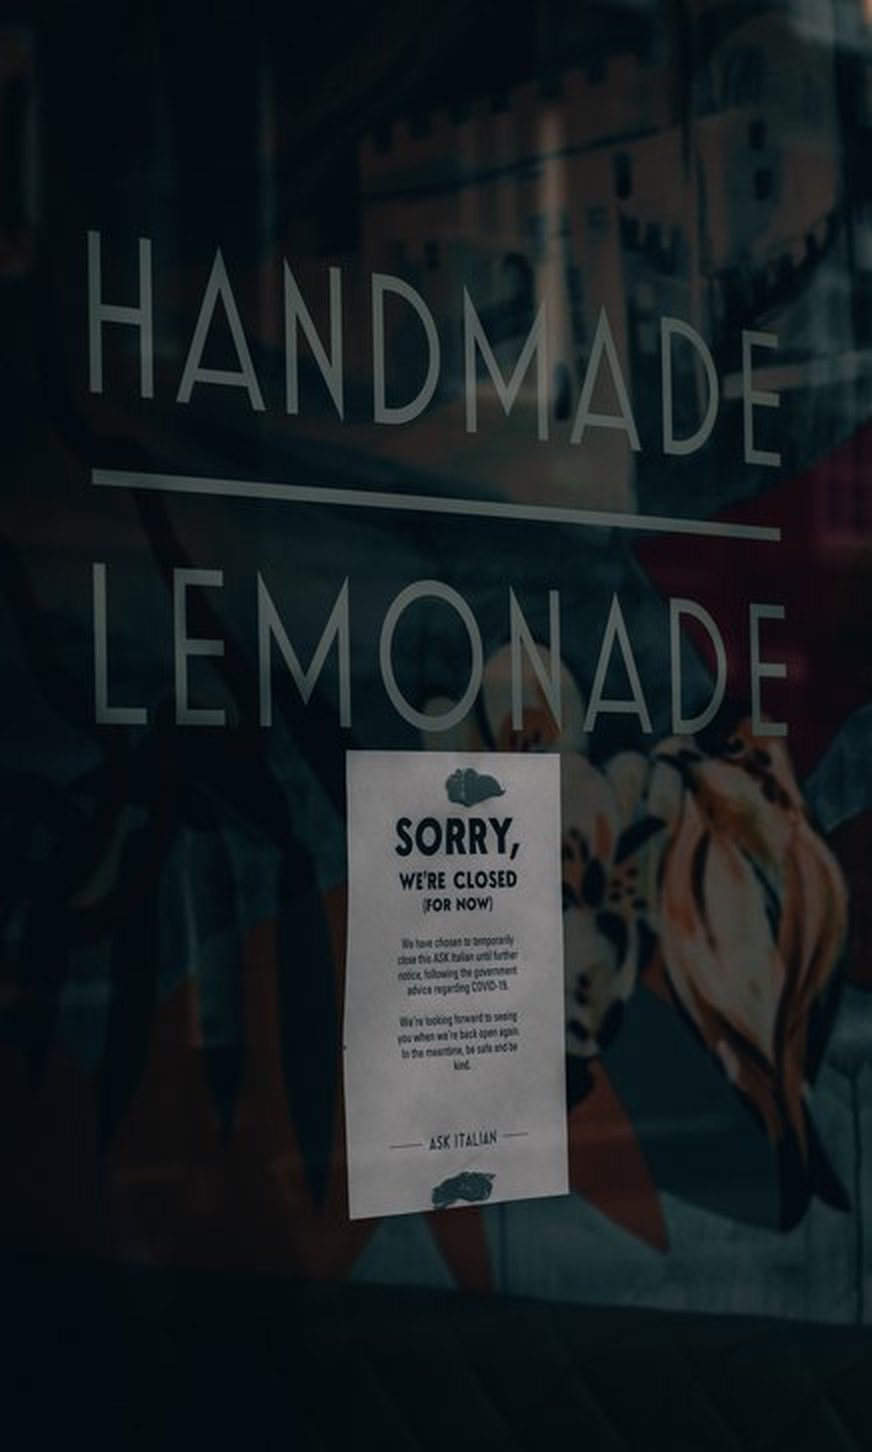 HANDMADE
LEMONADE
SORRY,
WE'RE CLOSED
(FOR NOW)
We have chosen to temporarily
close this ASK Italian until further
notice, following the government
advice regarding COVID-19.
We're looking forward to seeing
you when we're back open again.
In the meantime, be safe and be
kind.
ASK ITALIAN